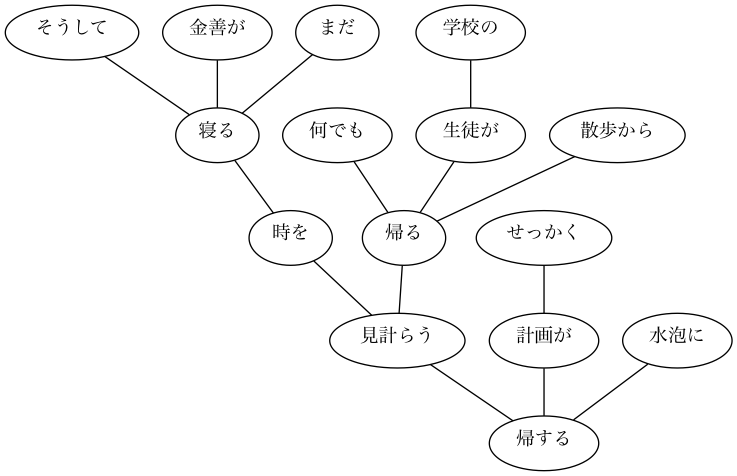 そうして 金善が まだ 学校の
寝る 何でも 生徒が 散歩から
時を 帰る せっかく
見計らう 計画が 水泡に
帰する